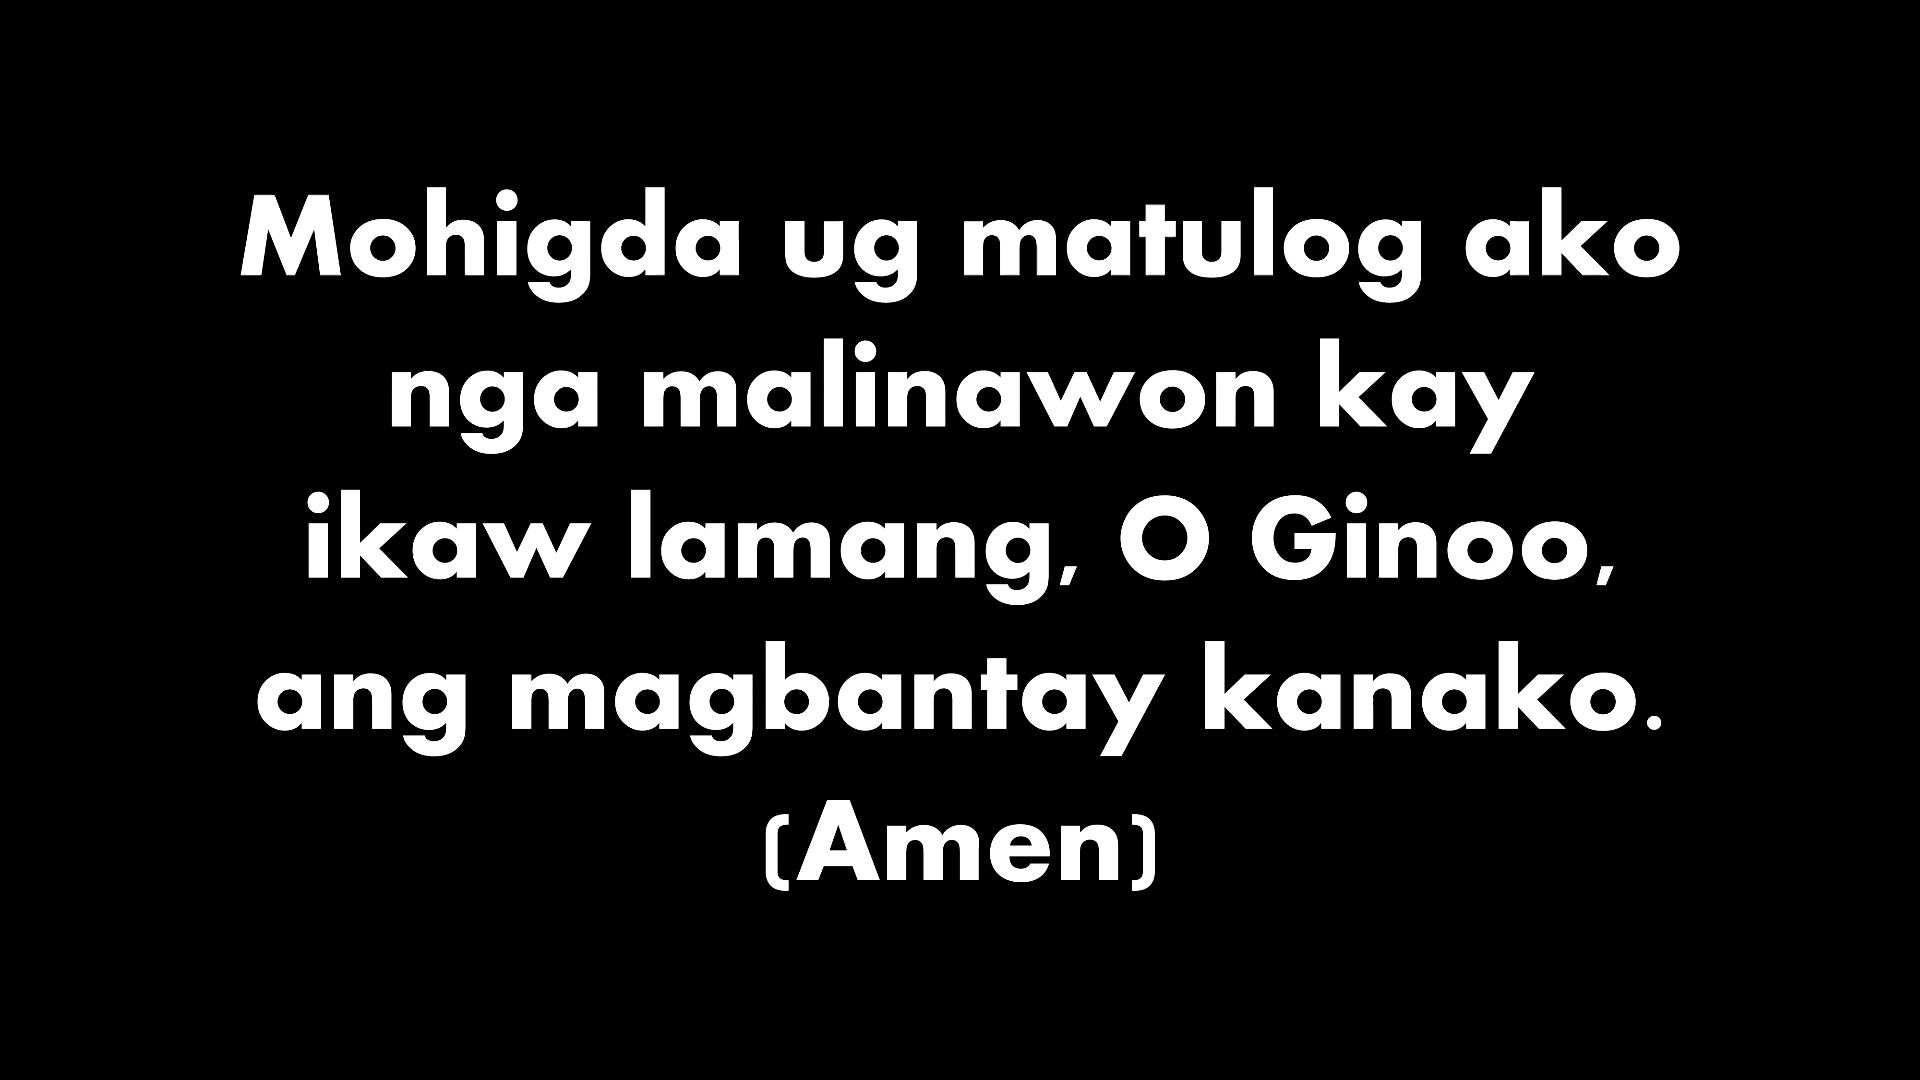 Mohigda ug matulog ako
nga malinawon kay
ikaw lamang, O Ginoo,
ang magbantay kanako.
(Amen)